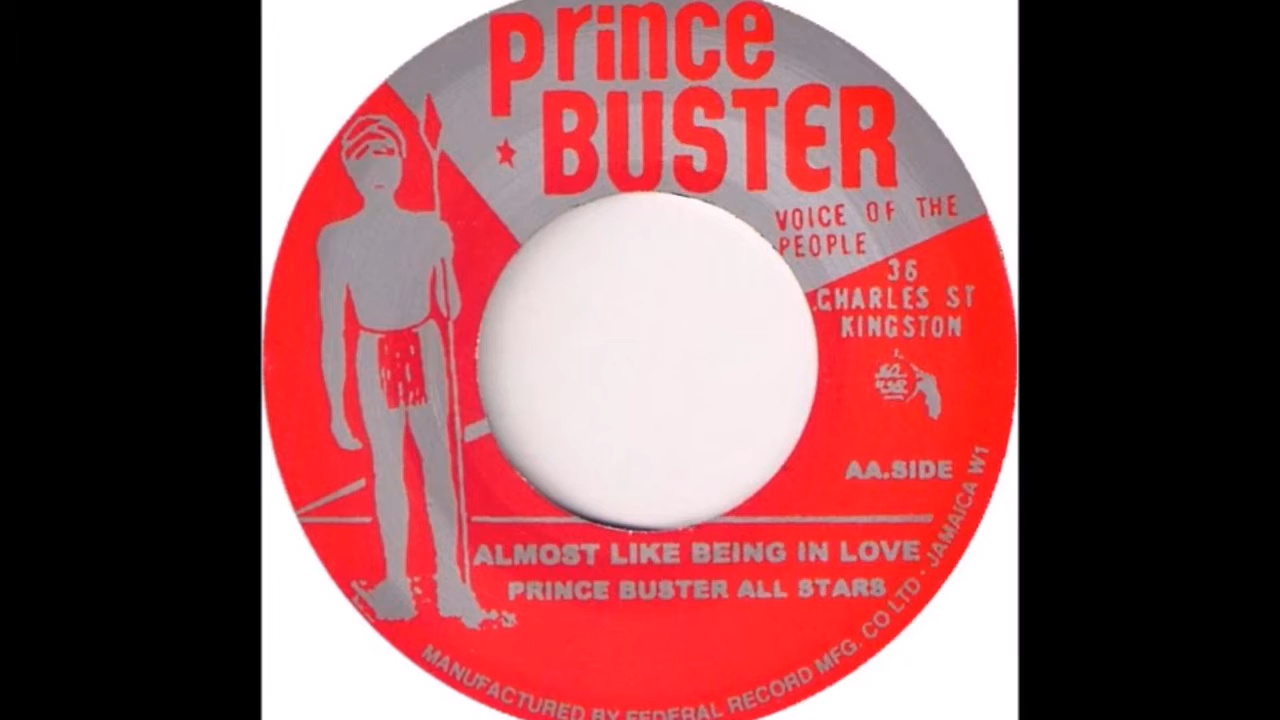 prince
BUSTER
VOICE OF THE
PEOPLE
36
CHARLES ST
KINGSTON
AA.SIDE
ALMOST LIKE BEING IN LOVE
PRINCE BUSTER ALL STARS
MANUFACTURED BY FEDERAL RECORD MFG. CO LTD · JAMAICA W1